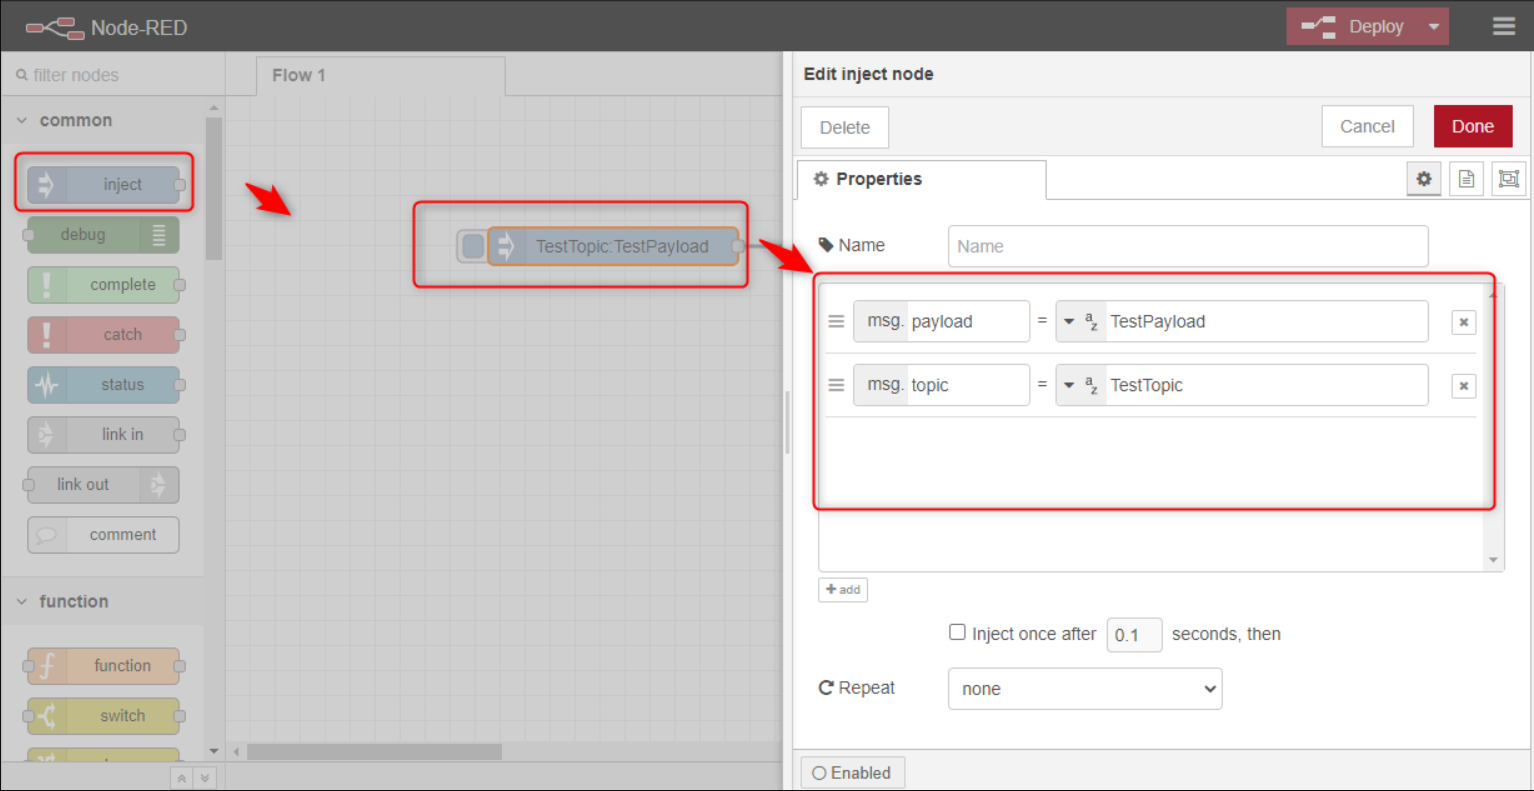 Node-RED
Deploy
filter nodes
Flow 1
Edit inject node
common
Delete
Cancel
Done
inject
Properties
debug
TestTopic:TestPayload
Name
Name
complete
msg. payload = az TestPayload
catch
status
msg. topic = az TestTopic
link in
link out
comment
add
function
Inject once after 0.1 seconds, then
function
Repeat none
switch
Enabled